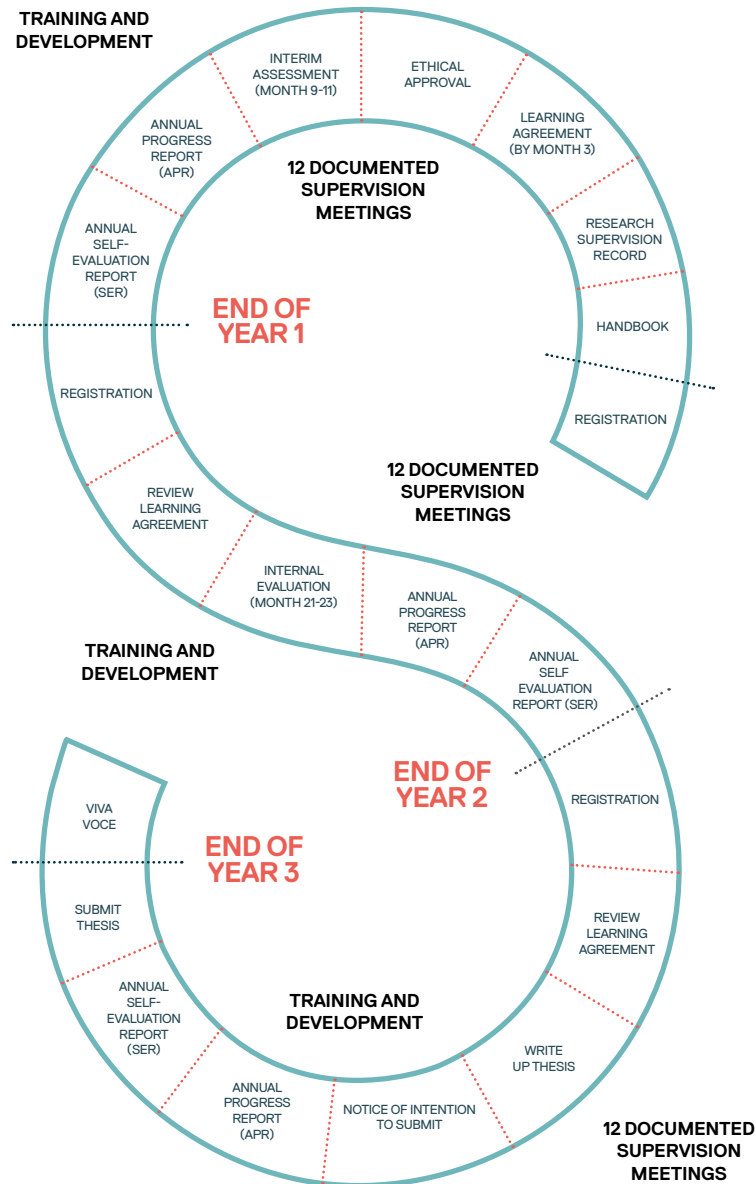 TRAINING AND
DEVELOPMENT
INTERIM
ASSESSMENT
(MONTH 9-11)
ETHICAL
APPROVAL
LEARNING
AGREEMENT
(BY MONTH 3)
ANNUAL
PROGRESS
REPORT
(APR)
12 DOCUMENTED
SUPERVISION
MEETINGS
RESEARCH
SUPERVISION
RECORD
ANNUAL
SELF-
EVALUATION
REPORT
(SER)
END OF
YEAR 1
HANDBOOK
REGISTRATION
REGISTRATION
12 DOCUMENTED
SUPERVISION
MEETINGS
REVIEW
LEARNING
AGREEMENT
INTERNAL
EVALUATION
(MONTH 21-23)
ANNUAL
PROGRESS
REPORT
(APR)
TRAINING AND
DEVELOPMENT
ANNUAL
SELF
EVALUATION
REPORT (SER)
END OF
YEAR 2
REGISTRATION
VIVA
VOCE
END OF
YEAR 3
SUBMIT
THESIS
REVIEW
LEARNING
AGREEMENT
ANNUAL
SELF-
EVALUATION
REPORT
(SER)
TRAINING AND
DEVELOPMENT
WRITE
UP THESIS
ANNUAL
PROGRESS
REPORT
(APR)
NOTICE OF INTENTION
TO SUBMIT
12 DOCUMENTED
SUPERVISION
MEETINGS